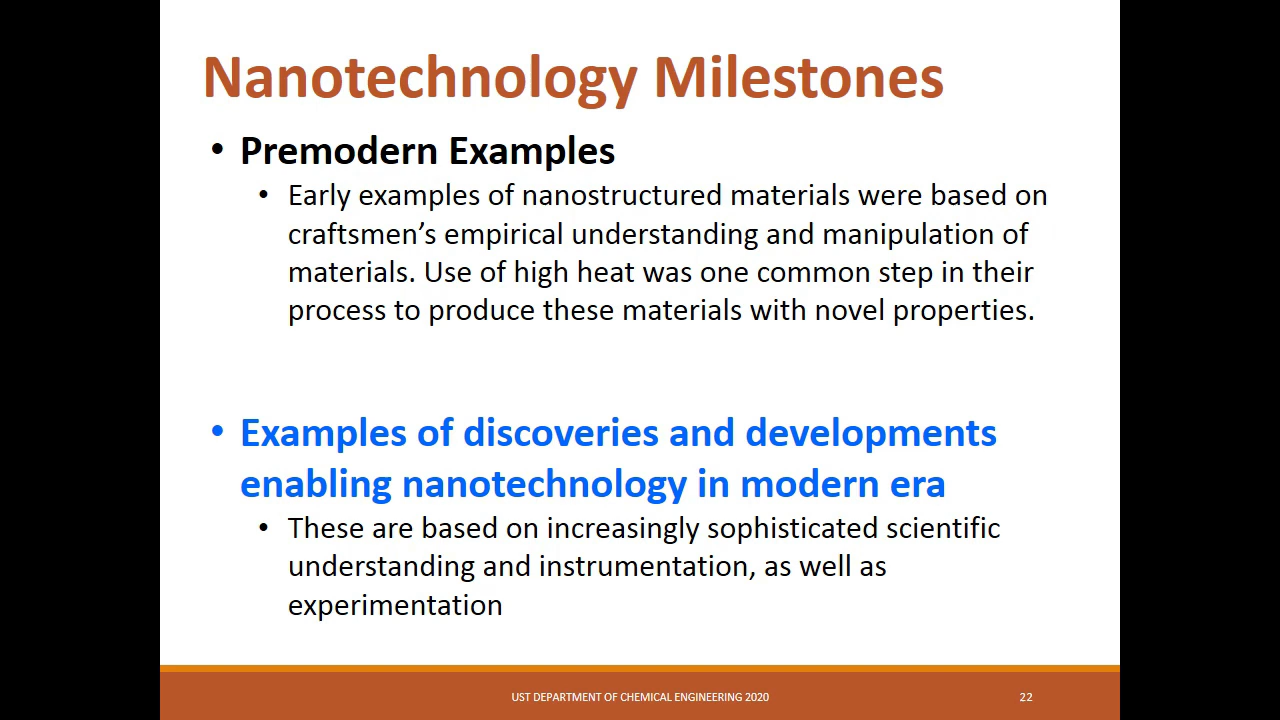 Nanotechnology Milestones
• Premodern Examples
• Early examples of nanostructured materials were based on
craftsmen’s empirical understanding and manipulation of
materials. Use of high heat was one common step in their
process to produce these materials with novel properties.
• Examples of discoveries and developments
enabling nanotechnology in modern era
• These are based on increasingly sophisticated scientific
understanding and instrumentation, as well as
experimentation
UST DEPARTMENT OF CHEMICAL ENGINEERING 2020
22